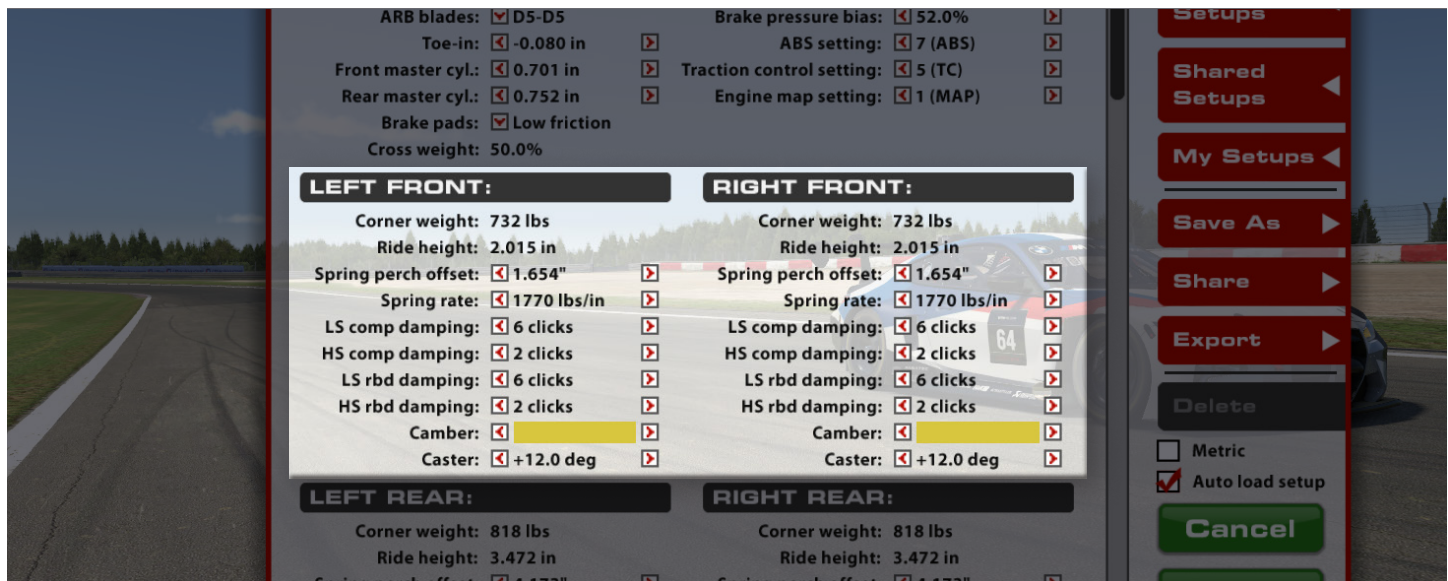 ARB blades: D5-D5
Toe-in: -0.080 in
Front master cyl.: 0.701 in
Rear master cyl.: 0.752 in
Brake pads: Low friction
Cross weight: 50.0%
Brake pressure bias: 52.0%
ABS setting: 7 (ABS)
Traction control setting: 5 (TC)
Engine map setting: 1 (MAP)
LEFT FRONT:
Corner weight: 732 lbs
Ride height: 2.015 in
Spring perch offset: 1.654"
Spring rate: 1770 lbs/in
LS comp damping: 6 clicks
HS comp damping: 2 clicks
LS rbd damping: 6 clicks
HS rbd damping: 2 clicks
Camber:
Caster: +12.0 deg
RIGHT FRONT:
Corner weight: 732 lbs
Ride height: 2.015 in
Spring perch offset: 1.654"
Spring rate: 1770 lbs/in
LS comp damping: 6 clicks
HS comp damping: 2 clicks
LS rbd damping: 6 clicks
HS rbd damping: 2 clicks
Camber:
Caster: +12.0 deg
64
LEFT REAR:
Corner weight: 818 lbs
Ride height: 3.472 in
RIGHT REAR:
Corner weight: 818 lbs
Ride height: 3.472 in
Setups
Shared
Setups
My Setups
Save As
Share
Export
Delete
Metric
Auto load setup
Cancel